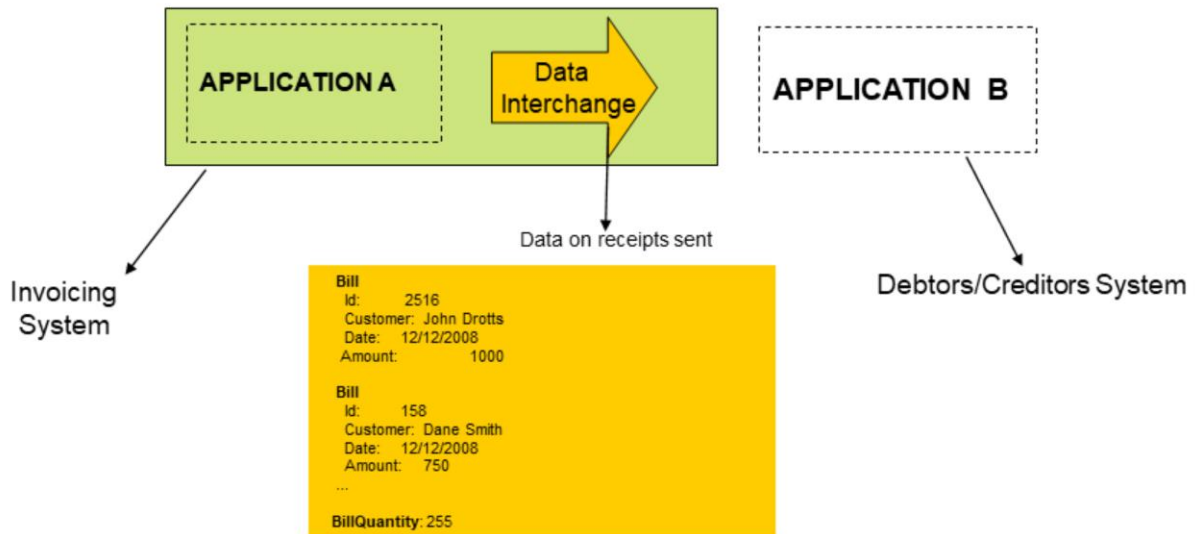 APPLICATION A
Data
Interchange
APPLICATION B
Data on receipts sent
Invoicing
System
Debtors/Creditors System
Bill
Id: 2516
Customer: John Drotts
Date: 12/12/2008
Amount: 1000
Bill
Id: 158
Customer: Dane Smith
Date: 12/12/2008
Amount: 750
...
BillQuantity: 255